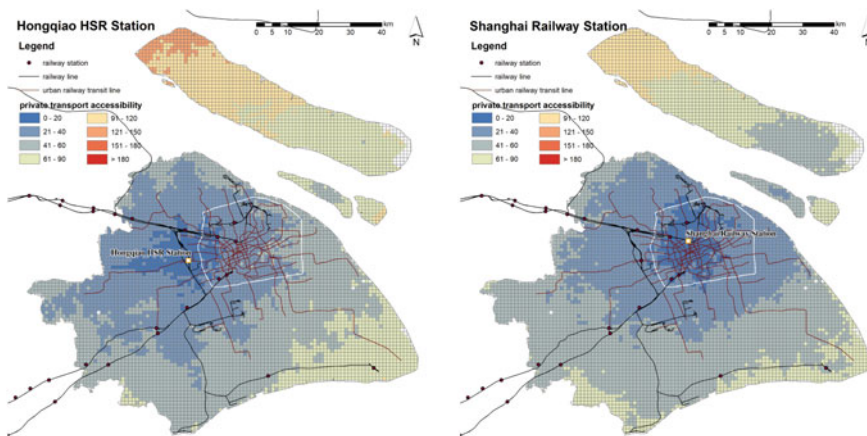 Hongqiao HSR Station
0 5 10 20 30 40
km
N
Legend
railway station
railway line
urban railway transit line
private transport accessibility
0 - 20
21 - 40
41 - 60
61 - 90
91 - 120
121 - 150
151 - 180
> 180
Hongqiao HSR Station
Shanghai Railway Station
0 5 10 20 30 40
km
N
Legend
railway station
railway line
urban railway transit line
private transport accessibility
0 - 20
21 - 40
41 - 60
61 - 90
91 - 120
121 - 150
151 - 180
> 180
Shanghai Railway Station